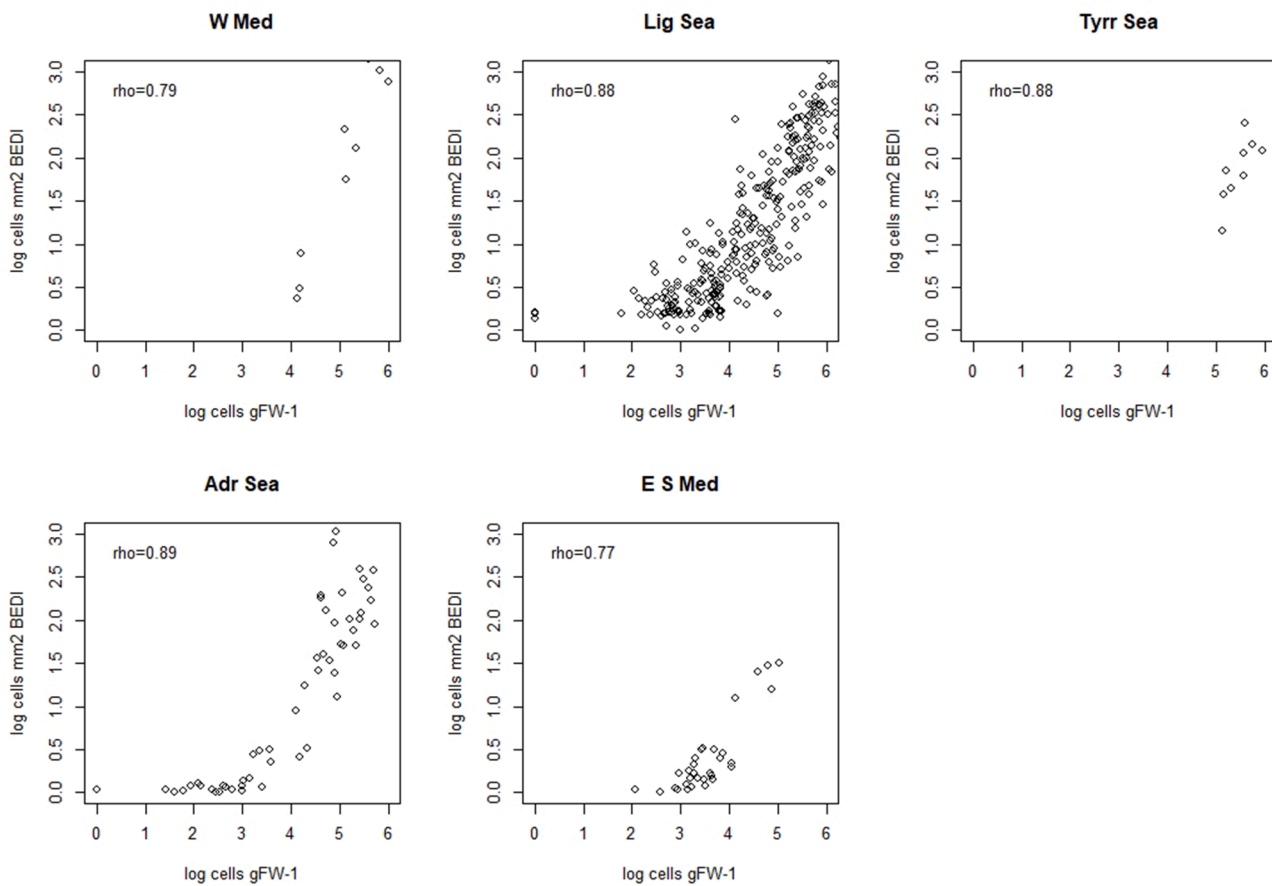 W Med
rho=0.79
log cells mm2 BEDI
0.0 0.5 1.0 1.5 2.0 2.5 3.0
0 1 2 3 4 5 6
log cells gFW-1
Lig Sea
rho=0.88
log cells mm2 BEDI
0.0 0.5 1.0 1.5 2.0 2.5 3.0
0 1 2 3 4 5 6
log cells gFW-1
Tyrr Sea
rho=0.88
log cells mm2 BEDI
0.0 0.5 1.0 1.5 2.0 2.5 3.0
0 1 2 3 4 5 6
log cells gFW-1
Adr Sea
rho=0.89
log cells mm2 BEDI
0.0 0.5 1.0 1.5 2.0 2.5 3.0
0 1 2 3 4 5 6
log cells gFW-1
E S Med
rho=0.77
log cells mm2 BEDI
0.0 0.5 1.0 1.5 2.0 2.5 3.0
0 1 2 3 4 5 6
log cells gFW-1